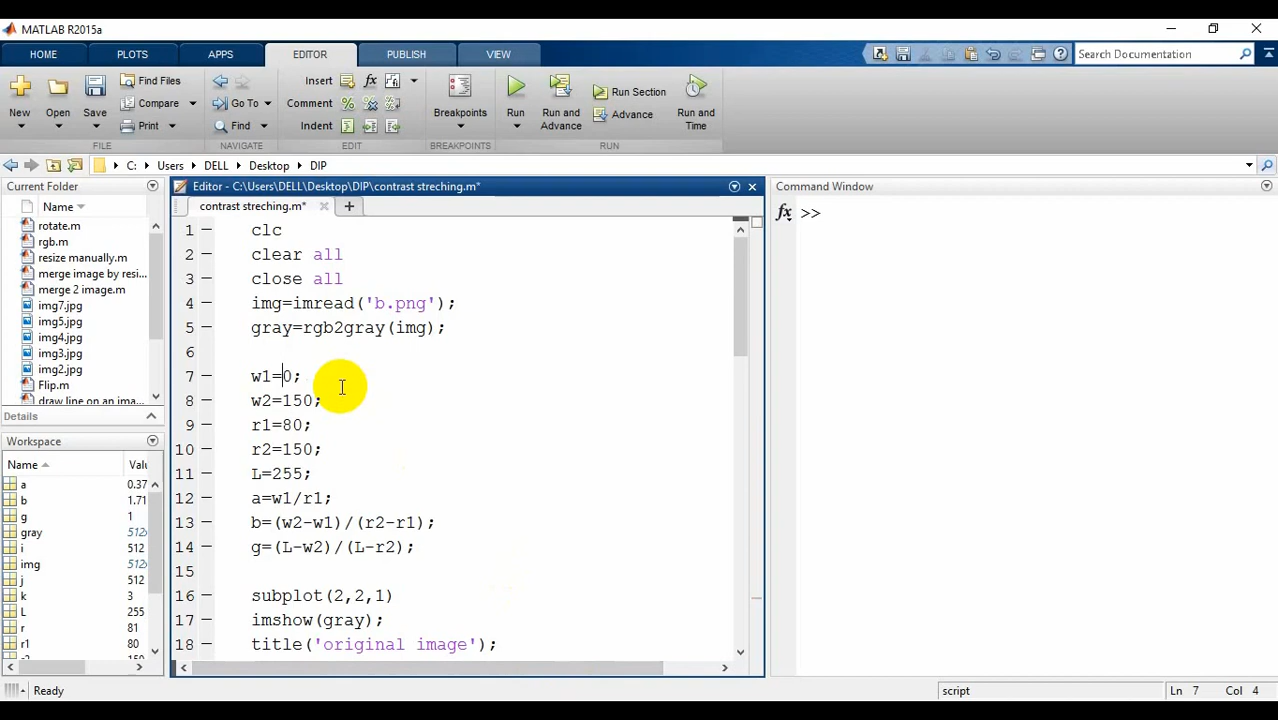 MATLAB R2015a
HOME PLOTS APPS EDITOR PUBLISH VIEW Search Documentation
New Open Save Find Files Compare Print Go To Find Insert fx Comment Indent Breakpoints Run Run and Advance Run Section Advance Run and Time
FILE NAVIGATE EDIT BREAKPOINTS RUN
C: Users DELL Desktop DIP
Current Folder
Name
rotate.m
rgb.m
resize manually.m
merge image by resi...
merge 2 image.m
img7.jpg
img5.jpg
img4.jpg
img3.jpg
img2.jpg
Flip.m
draw line on an ima...
Details
Workspace
Name Valu
a 0.37
b 1.71
g 1
gray 512x
i 512
img 512x
j 512
k 3
L 255
r 81
r1 80
Editor - C:\Users\DELL\Desktop\DIP\contrast streching.m*
contrast streching.m*
1 clc
2 clear all
3 close all
4 img=imread('b.png');
5 gray=rgb2gray(img);
6
7 w1=0;
8 w2=150;
9 r1=80;
10 r2=150;
11 L=255;
12 a=w1/r1;
13 b=(w2-w1)/(r2-r1);
14 g=(L-w2)/(L-r2);
15
16 subplot(2,2,1)
17 imshow(gray);
18 title('original image');
Command Window
fx >>
Ready script Ln 7 Col 4